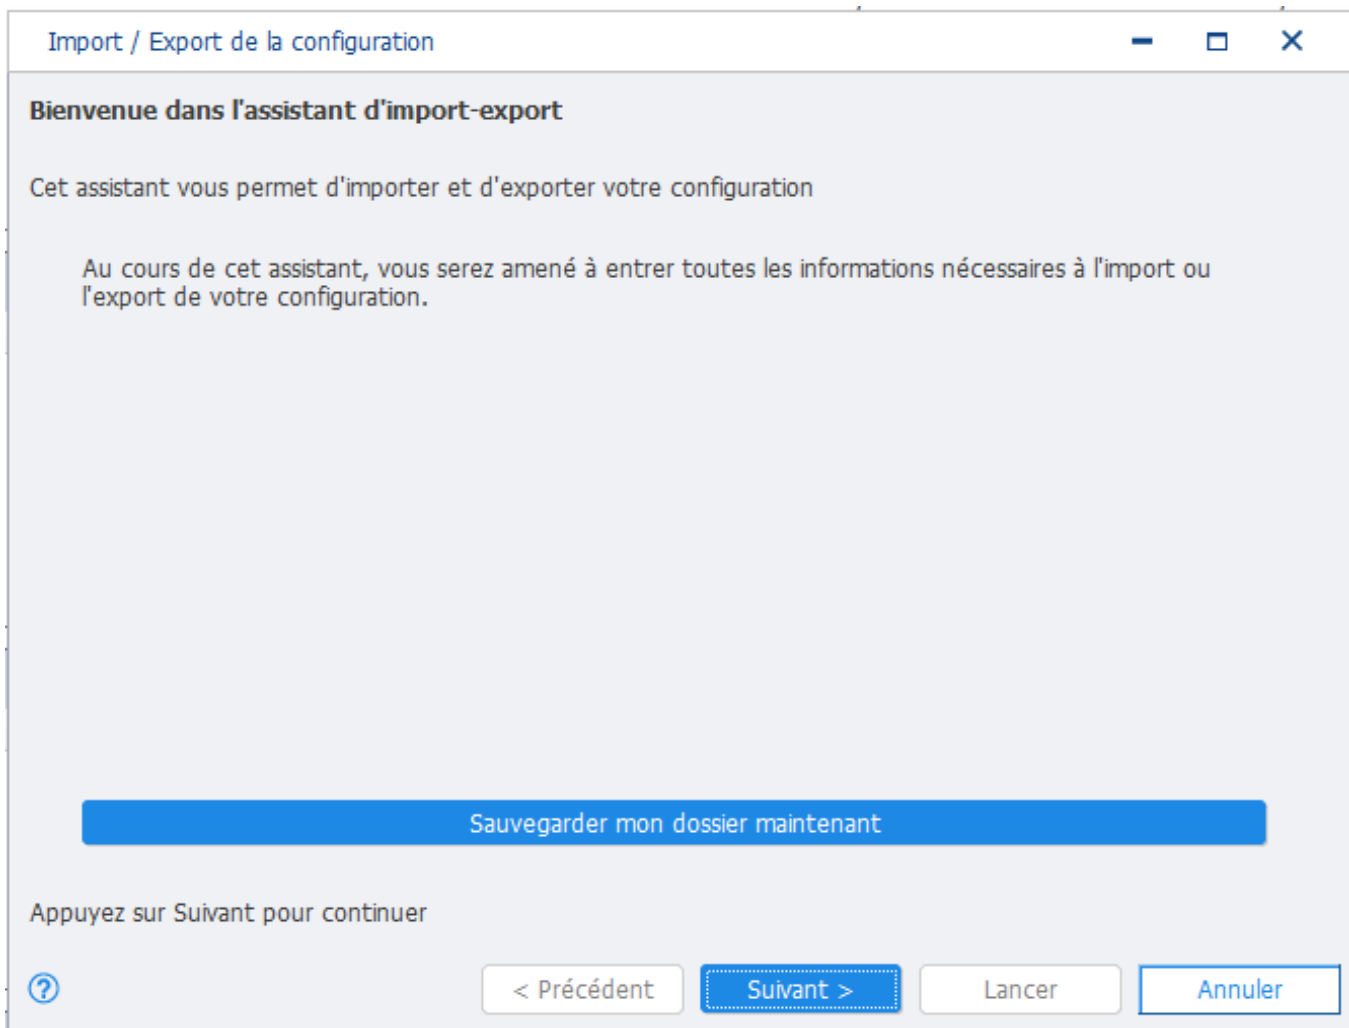 Import / Export de la configuration
Bienvenue dans l'assistant d'import-export
Cet assistant vous permet d'importer et d'exporter votre configuration
Au cours de cet assistant, vous serez amené à entrer toutes les informations nécessaires à l'import ou
l'export de votre configuration.
Sauvegarder mon dossier maintenant
Appuyez sur Suivant pour continuer
? < Précédent Suivant > Lancer Annuler